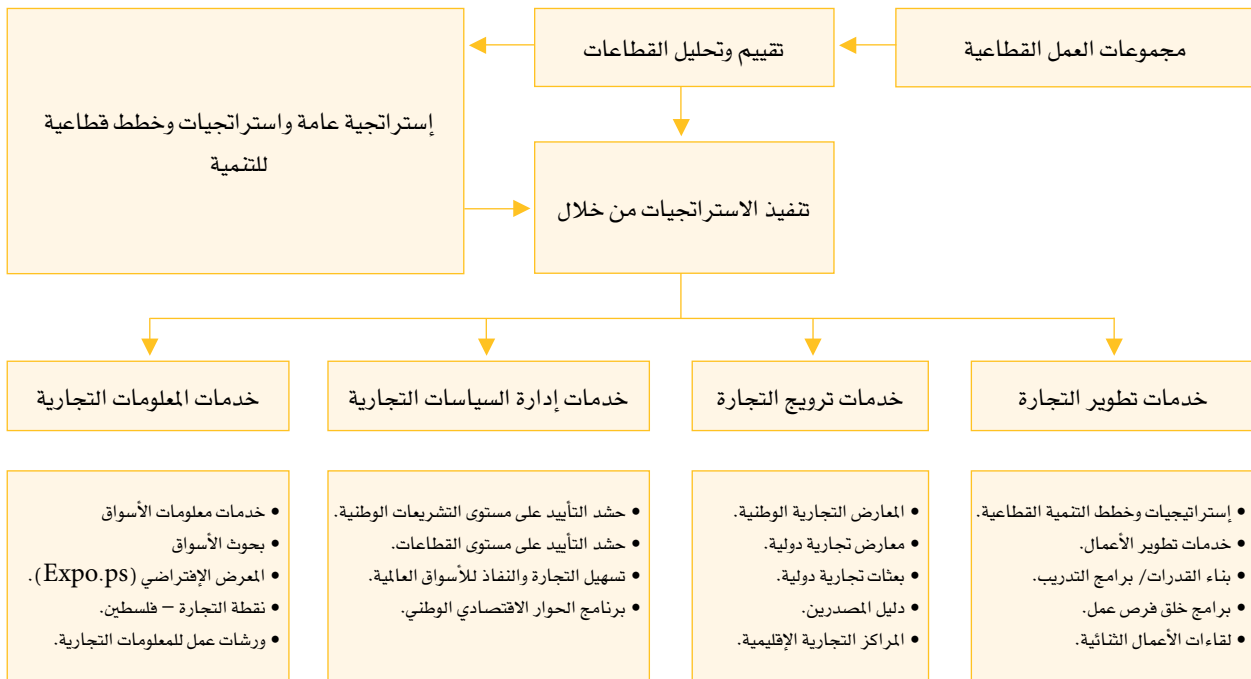 مجموعات العمل القطاعية
تقييم وتحليل القطاعات
إستراتجية عامة واستراتجيات وخطط قطاعية
للتنمية
تنفيذ الاستراتجيات من خلال
خدمات تطوير التجارة
خدمات ترويج التجارة
خدمات إدارة السياسات التجارية
خدمات المعلومات التجارية
• إستراتيجيات وخطط التنمية القطاعية.
• خدمات تطوير الأعمال.
• بناء القدرات/ برامج التدريب.
• برامج خلق فرص عمل.
• لقاءات الأعمال الثنائية.
• المعارض التجارية الوطنية.
• معارض تجارية دولية.
• بعثات تجارية دولية.
• دليل المصدرين.
• المراكز التجارية الإقليمية.
• حشد التأييد على مستوى التشريعات الوطنية.
• حشد التأييد على مستوى القطاعات.
• تسهيل التجارة والنفاذ للأسواق العالمية.
• برنامج الحوار الاقتصادي الوطني.
• خدمات معلومات الأسواق
• بحوث الأسواق
• المعرض الإفتراضي (Expo.ps).
• نقطة التجارة – فلسطين.
• ورشات عمل للمعلومات التجارية.